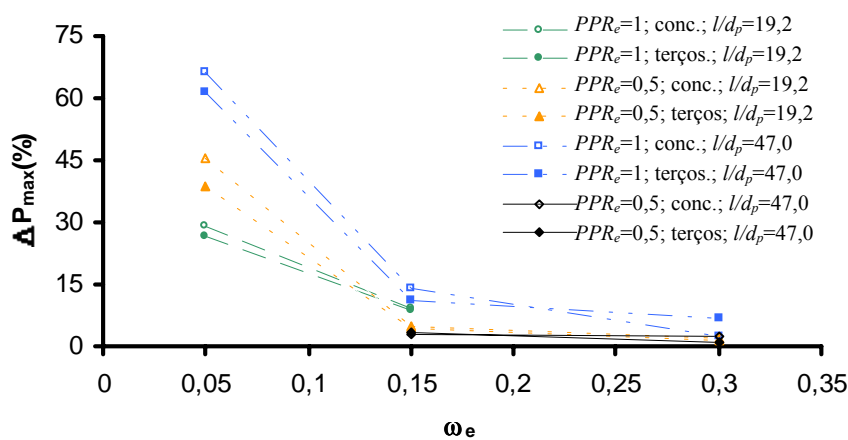 75
60
45
30
15
0
Δ Pmax(%)
0
0,05
0,1
0,15
0,2
0,25
0,3
0,35
ωe
PPRe=1; conc.; l/dp=19,2
PPRe=1; terços.; l/dp=19,2
PPRe=0,5; conc.; l/dp=19,2
PPRe=0,5; terços; l/dp=19,2
PPRe=1; conc.; l/dp=47,0
PPRe=1; terços.; l/dp=47,0
PPRe=0,5; conc.; l/dp=47,0
PPRe=0,5; terços; l/dp=47,0